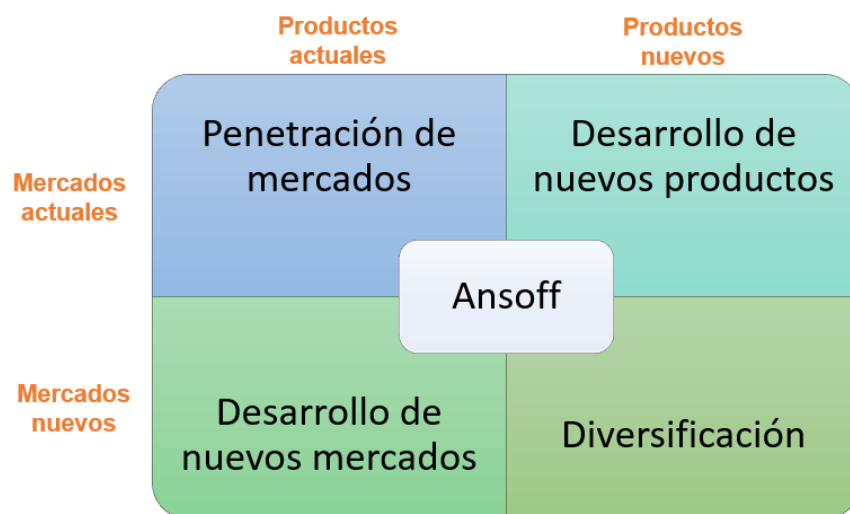 Productos
actuales
Productos
nuevos
Mercados
actuales
Penetración de
mercados
Desarrollo de
nuevos productos
Ansoff
Mercados
nuevos
Desarrollo de
nuevos mercados
Diversificación